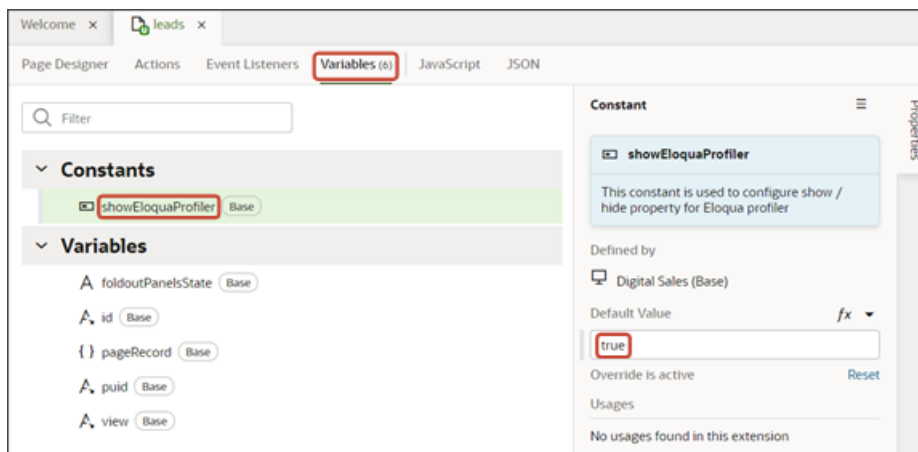 Welcome
leads
Page Designer Actions Event Listeners Variables (6) JavaScript JSON
Filter
Constants
showEloquaProfiler Base
Variables
foldoutPanelsState Base
id Base
{ } pageRecord Base
puid Base
view Base
Constant
showEloquaProfiler
This constant is used to configure show /
hide property for Eloqua profiler
Defined by
Digital Sales (Base)
Default Value fx
true
Override is active Reset
Usages
No usages found in this extension
Properties